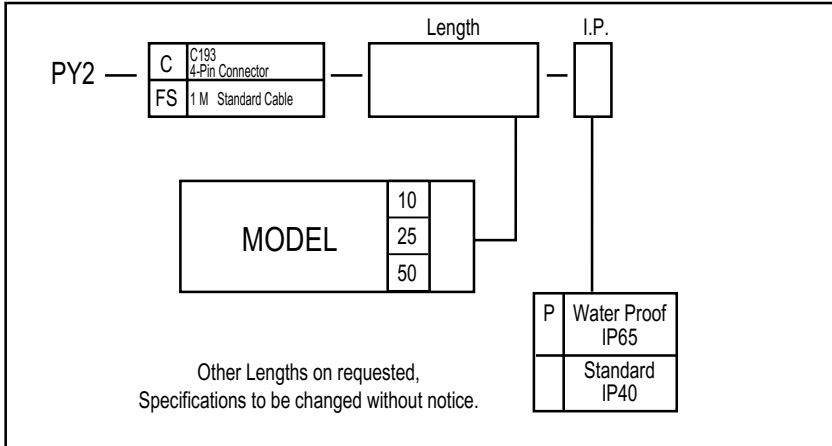 Length
I.P.
PY2
C
C193
4-Pin Connector
FS
1 M Standard Cable
MODEL
10
25
50
P
Water Proof
IP65
Standard
IP40
Other Lengths on requested,
Specifications to be changed without notice.